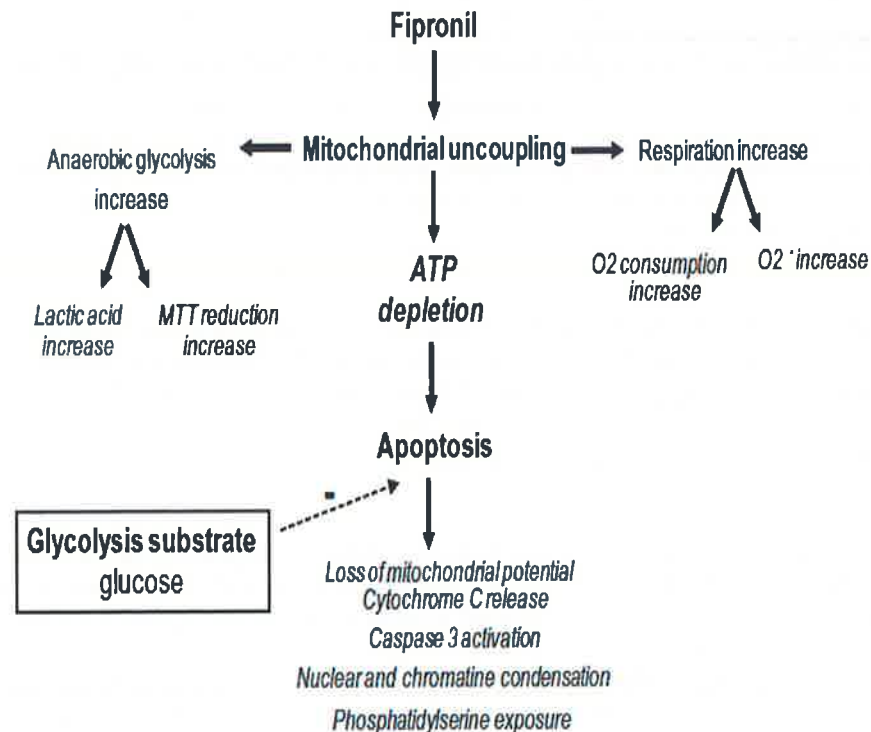 Fipronil
Mitochondrial uncoupling
Anaerobic glycolysis
increase
Respiration increase
Lactic acid
increase
MTT reduction
increase
ATP
depletion
O2 consumption
increase
O2 ˙ increase
Apoptosis
-
Glycolysis substrate
glucose
Loss of mitochondrial potential
Cytochrome C release
Caspase 3 activation
Nuclear and chromatine condensation
Phosphatidylserine exposure